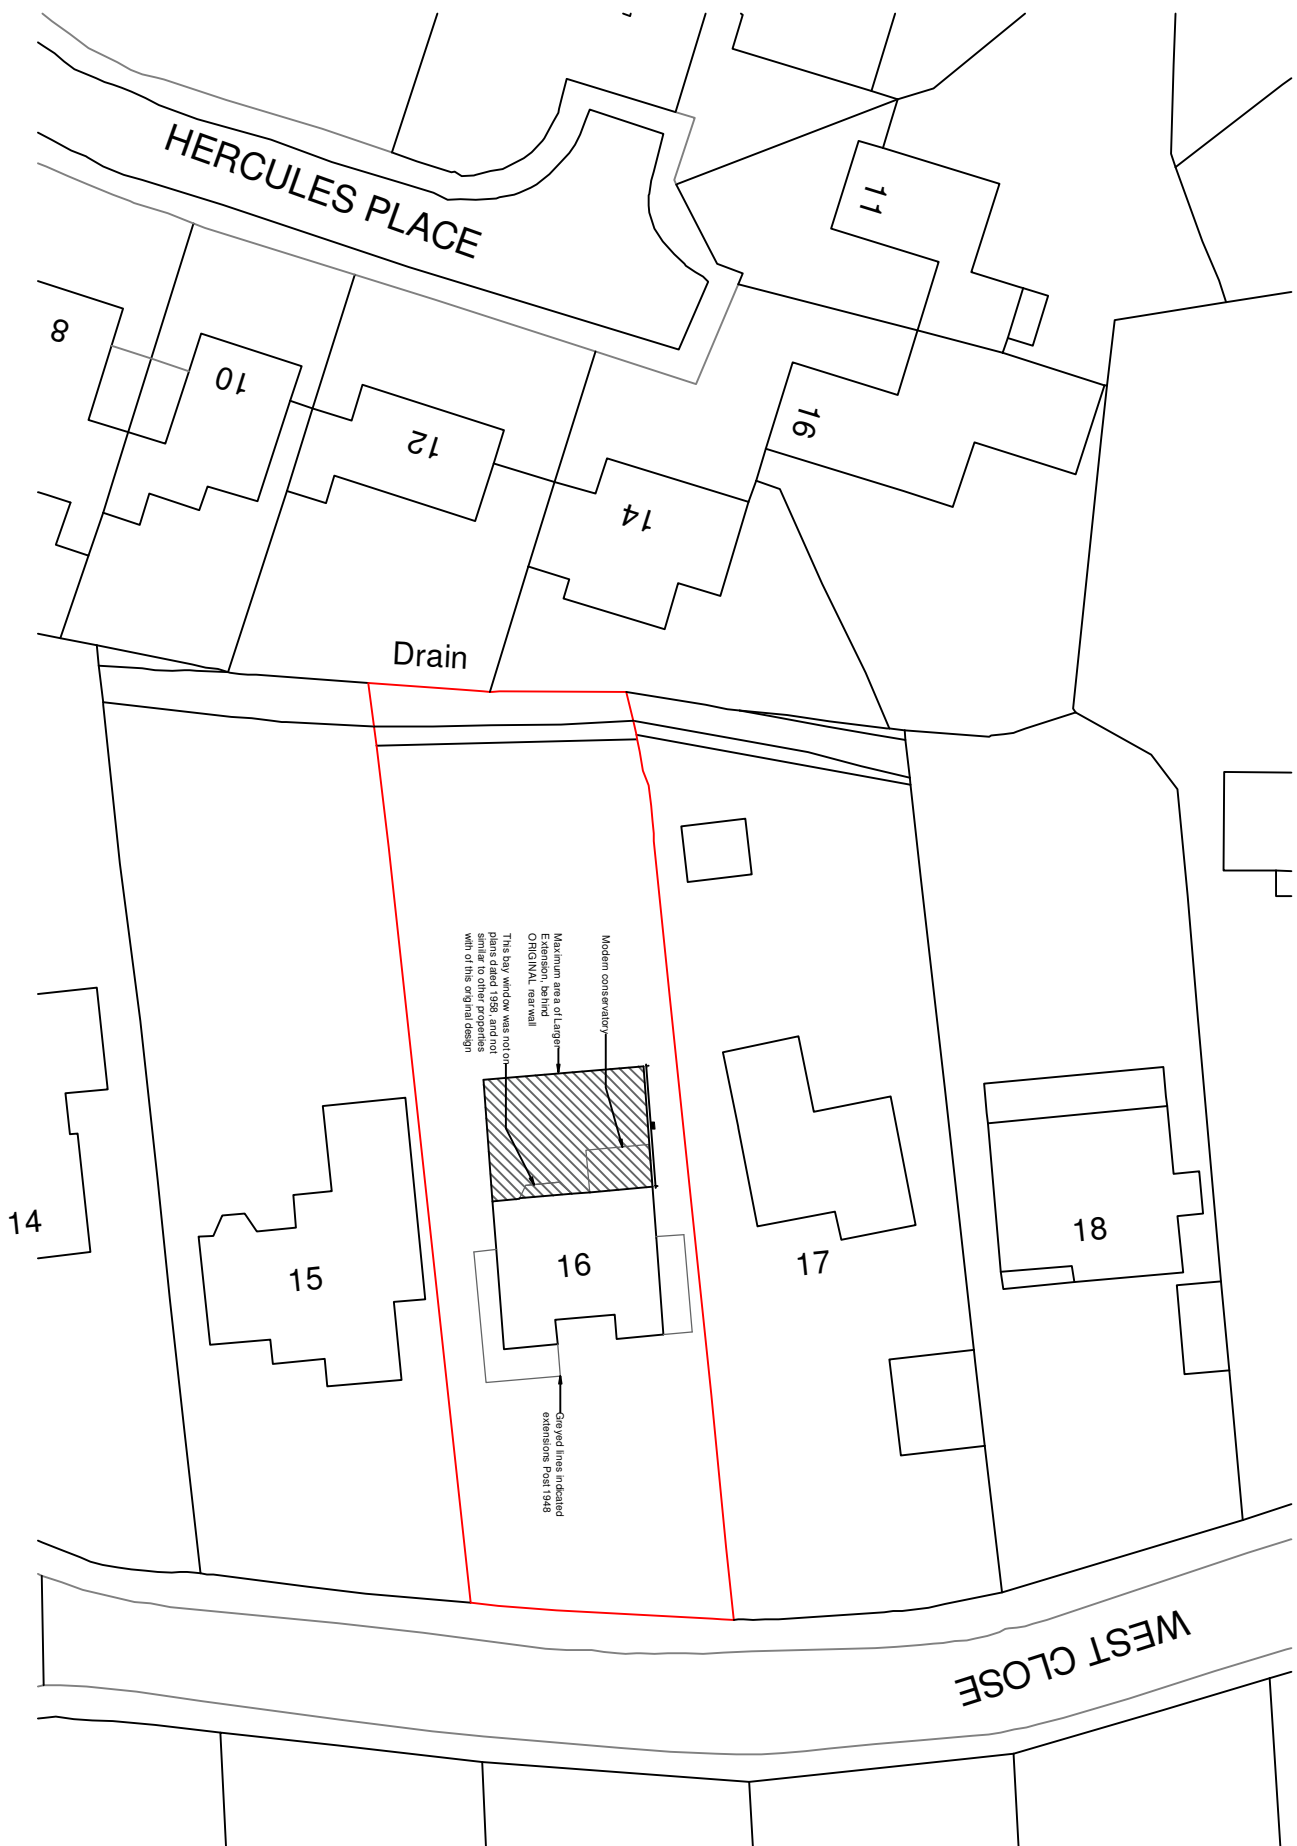 HERCULES PLACE
11
8
10
12
16
14
Drain
Modern conservatory
Maximum area of Larger
Extension, behind
ORIGINAL rear wall
This bay window was not on
plans dated 1958, and not
similar to other properties
with of this original design
14
15
16
17
18
Greyed lines indicated
extensions Post 1948
WEST CLOSE